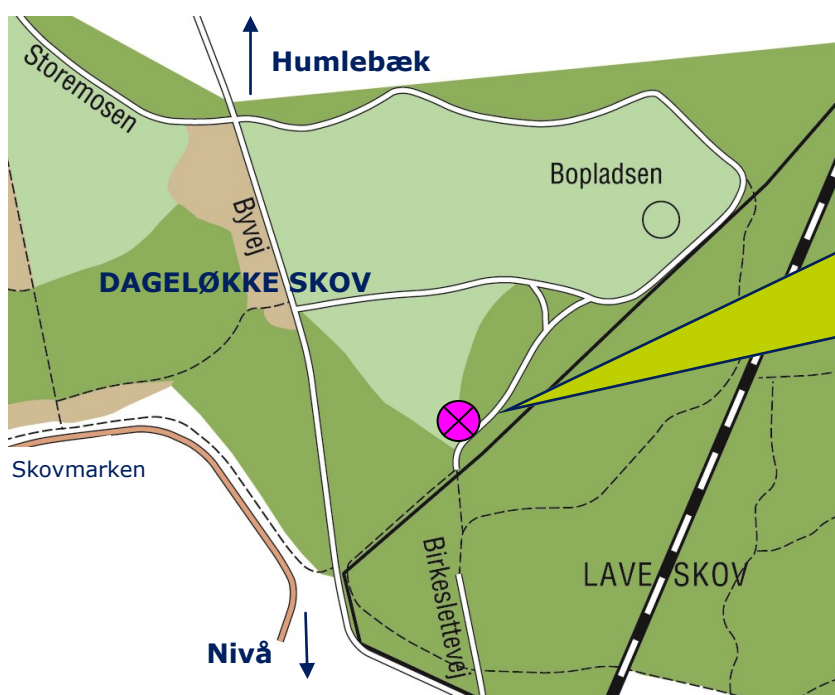 Humlebæk
Storemosen
Bopladsen
Byvej
DAGELØKKE SKOV
Skovmarken
Birkeslettevej
LAVE SKOV
Nivå